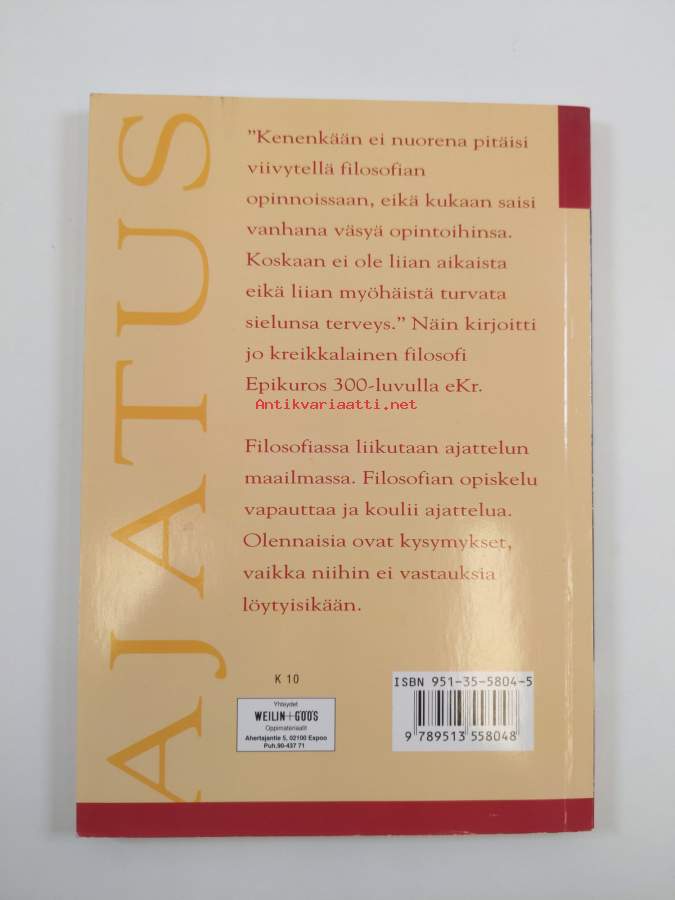 AJATUS
"Kenenkään ei nuorena pitäisi
viivytellä filosofian
opinnoissaan, eikä kukaan saisi
vanhana väsyä opintoihinsa.
Koskaan ei ole liian aikaista
eikä liian myöhäistä turvata
sielunsa terveys." Näin kirjoitti
jo kreikkalainen filosofi
Epikuros 300-luvulla eKr.
Antikvariaatti.net
Filosofiassa liikutaan ajattelun
maailmassa. Filosofian opiskelu
vapauttaa ja koulii ajattelua.
Olennaisia ovat kysymykset,
vaikka niihin ei vastauksia
löytyisikään.
K 10
Yhteydet
WEILIN+GÖÖS
Oppimateriaalit
Ahertajantie 5, 02100 Espoo
Puh.90-437 71
ISBN 951-35-5804-5
9 789513 558048